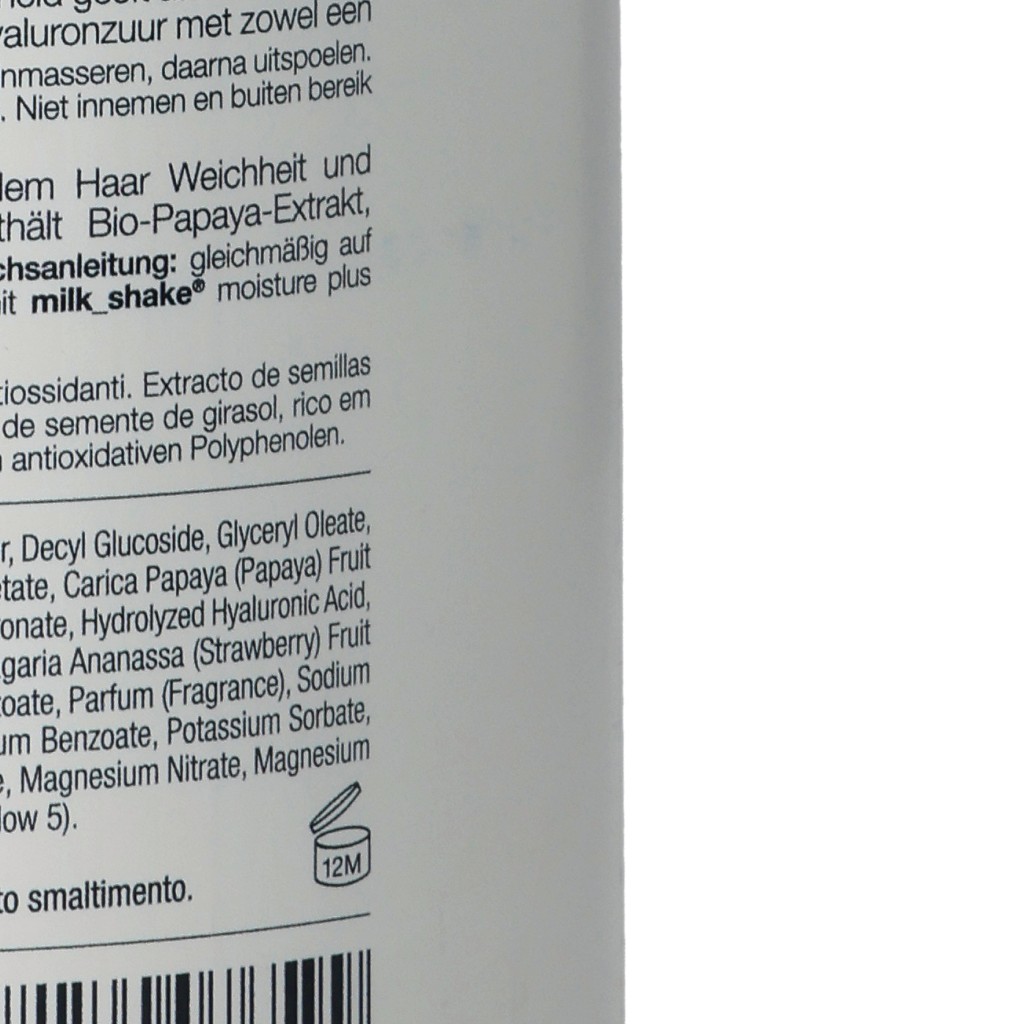 aluronzuur met zowel een
nmasseren, daarna uitspoelen.
. Niet innemen en buiten bereik
dem Haar Weichheit und
thält Bio-Papaya-Extrakt,
chsanleitung: gleichmäßig auf
it milk_shake® moisture plus
tiossidanti. Extracto de semillas
de semente de girasol, rico em
antioxidativen Polyphenolen.
r, Decyl Glucoside, Glyceryl Oleate,
tate, Carica Papaya (Papaya) Fruit
onate, Hydrolyzed Hyaluronic Acid,
garia Ananassa (Strawberry) Fruit
oate, Parfum (Fragrance), Sodium
um Benzoate, Potassium Sorbate,
e, Magnesium Nitrate, Magnesium
low 5).
12M
to smaltimento.